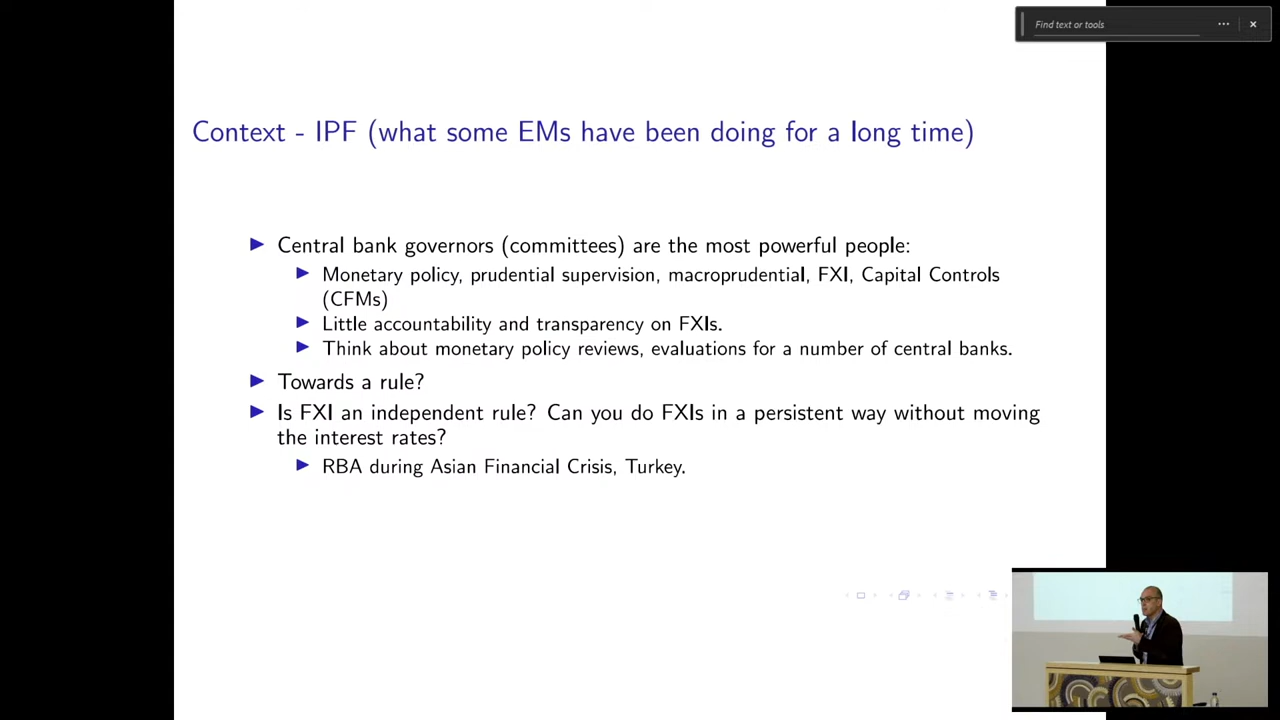 Find text or tools
Context - IPF (what some EMs have been doing for a long time)
Central bank governors (committees) are the most powerful people:
Monetary policy, prudential supervision, macroprudential, FXI, Capital Controls
(CFMs)
Little accountability and transparency on FXIs.
Think about monetary policy reviews, evaluations for a number of central banks.
Towards a rule?
Is FXI an independent rule? Can you do FXIs in a persistent way without moving
the interest rates?
RBA during Asian Financial Crisis, Turkey.